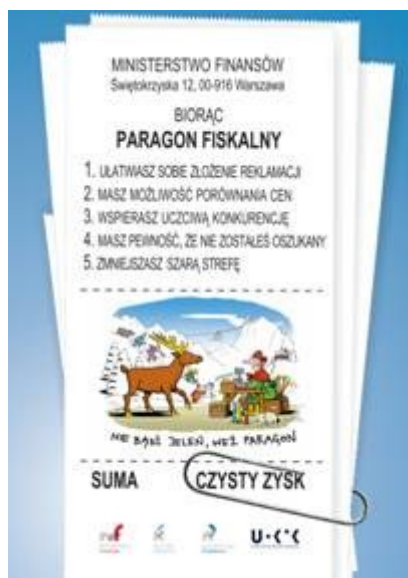 MINISTERSTWO FINANSÓW
Świętokrzyska 12, 00-916 Warszawa
BIORĄC
PARAGON FISKALNY
1. UŁATWIASZ SOBIE ZŁOŻENIE REKLAMACJI
2. MASZ MOŻLIWOŚĆ PORÓWNANIA CEN
3. WSPIERASZ UCZCIWĄ KONKURENCJĘ
4. MASZ PEWNOŚĆ, ŻE NIE ZOSTAŁEŚ OSZUKANY
5. ZMNIEJSZASZ SZARĄ STREFĘ
NIE BĄDŹ JELEŃ, WEŹ PARAGON
SUMA CZYSTY ZYSK